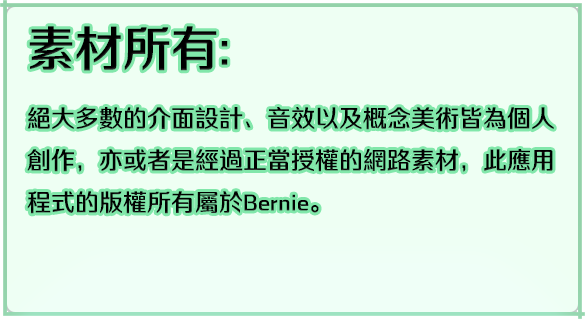 素材所有:
絕大多數的介面設計、音效以及概念美術皆為個人
創作，亦或者是經過正當授權的網路素材，此應用
程式的版權所有屬於Bernie。